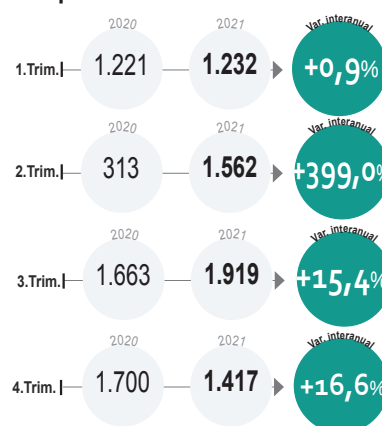 2020 2021 Var. interanual
1.Trim. 1.221 1.232 +0,9%
2020 2021 Var. interanual
2.Trim. 313 1.562 +399,0%
2020 2021 Var. interanual
3.Trim. 1.663 1.919 +15,4%
2020 2021 Var. interanual
4.Trim. 1.700 1.417 +16,6%